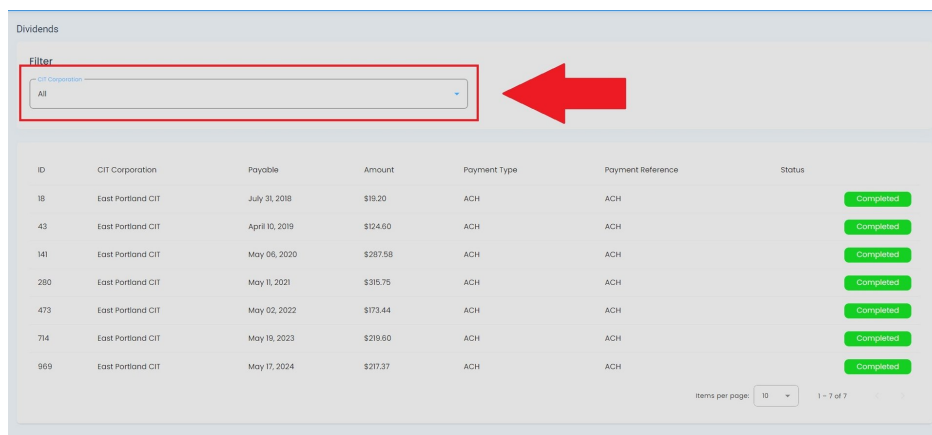 Dividends
Filter
CIT Corporation
All
ID CIT Corporation Payable Amount Payment Type Payment Reference Status
18 East Portland CIT July 31, 2018 $19.20 ACH ACH Completed
43 East Portland CIT April 10, 2019 $124.60 ACH ACH Completed
141 East Portland CIT May 06, 2020 $287.58 ACH ACH Completed
280 East Portland CIT May 11, 2021 $315.75 ACH ACH Completed
473 East Portland CIT May 02, 2022 $173.44 ACH ACH Completed
714 East Portland CIT May 19, 2023 $219.60 ACH ACH Completed
969 East Portland CIT May 17, 2024 $217.37 ACH ACH Completed
Items per page: 10 1 – 7 of 7